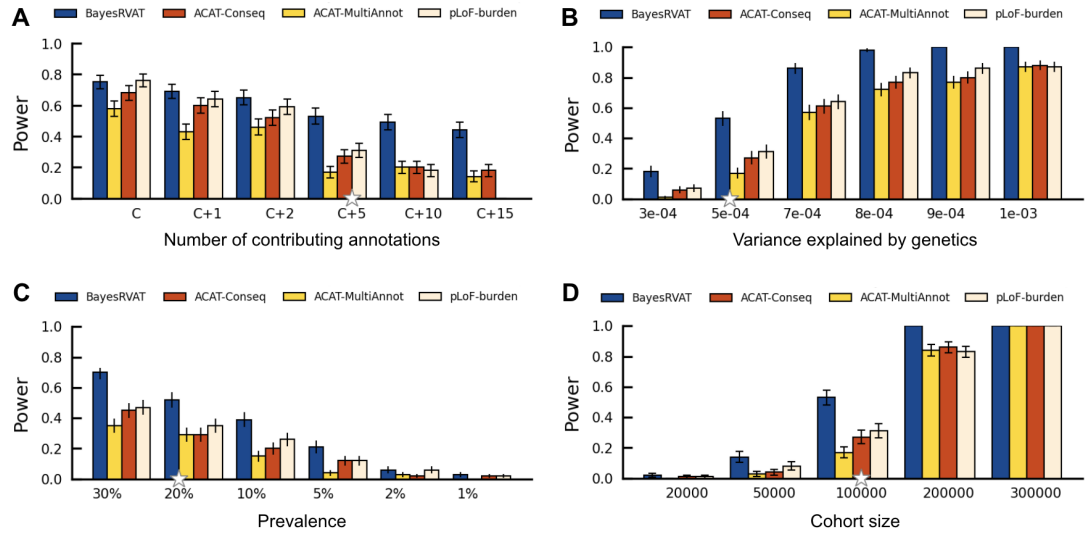 A
BayesRVAT ACAT-Conseq ACAT-MultiAnnot pLoF-burden
1.0
0.8
0.6
0.4
0.2
0.0
Power
C C+1 C+2 C+5 C+10 C+15
Number of contributing annotations
B
BayesRVAT ACAT-Conseq ACAT-MultiAnnot pLoF-burden
1.0
0.8
0.6
0.4
0.2
0.0
Power
3e-04 5e-04 7e-04 8e-04 9e-04 1e-03
Variance explained by genetics
C
BayesRVAT ACAT-Conseq ACAT-MultiAnnot pLoF-burden
1.0
0.8
0.6
0.4
0.2
0.0
Power
30% 20% 10% 5% 2% 1%
Prevalence
D
BayesRVAT ACAT-Conseq ACAT-MultiAnnot pLoF-burden
1.0
0.8
0.6
0.4
0.2
0.0
Power
20000 50000 100000 200000 300000
Cohort size